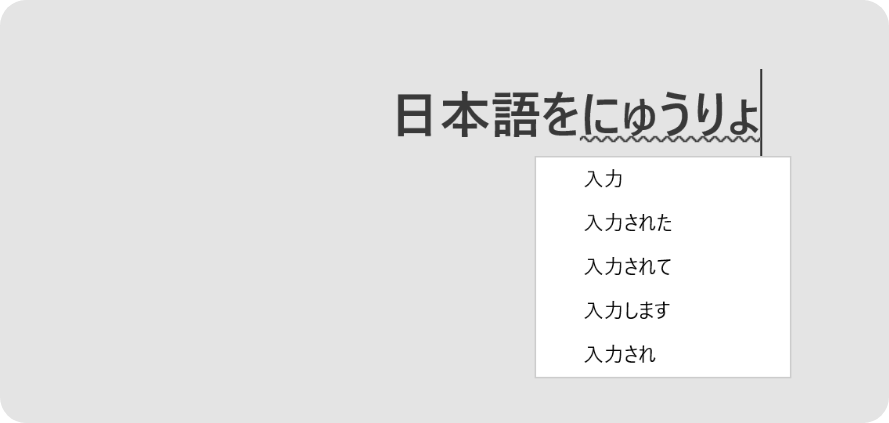 日本語をにゅうりょ
入力
入力された
入力されて
入力します
入力され